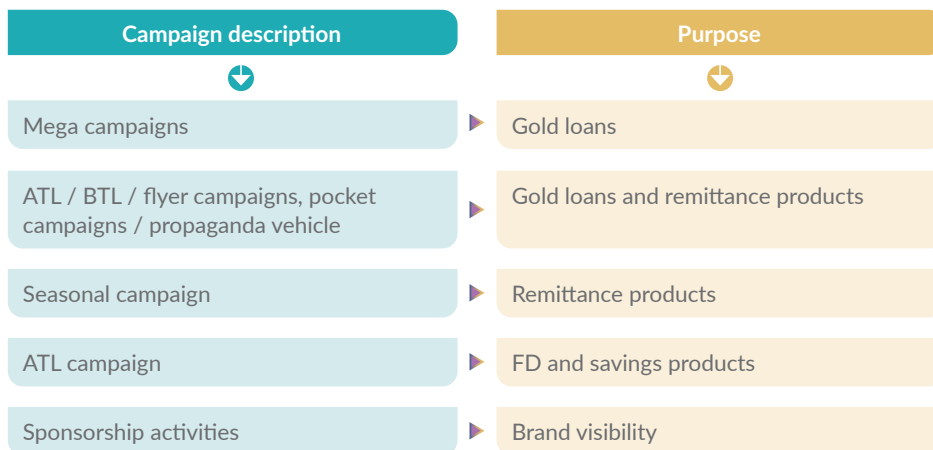 Campaign description
Purpose
Mega campaigns
Gold loans
ATL / BTL / flyer campaigns, pocket
campaigns / propaganda vehicle
Gold loans and remittance products
Seasonal campaign
Remittance products
ATL campaign
FD and savings products
Sponsorship activities
Brand visibility